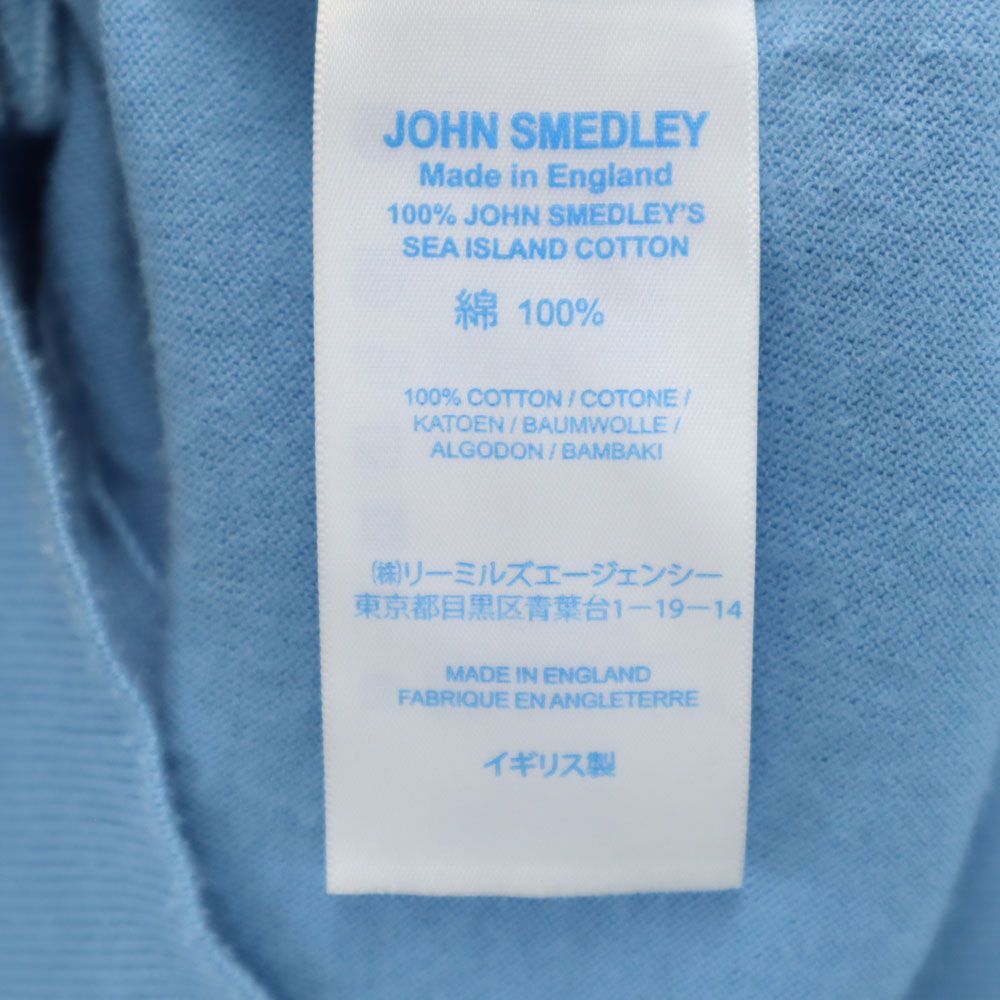 JOHN SMEDLEY
Made in England
100% JOHN SMEDLEY'S
SEA ISLAND COTTON
綿 100%
100% COTTON / COTONE /
KATOEN / BAUMWOLLE /
ALGODON / BAMBAKI
㈱リーミルズエージェンシー
東京都目黒区青葉台1－19－14
MADE IN ENGLAND
FABRIQUE EN ANGLETERRE
イギリス製